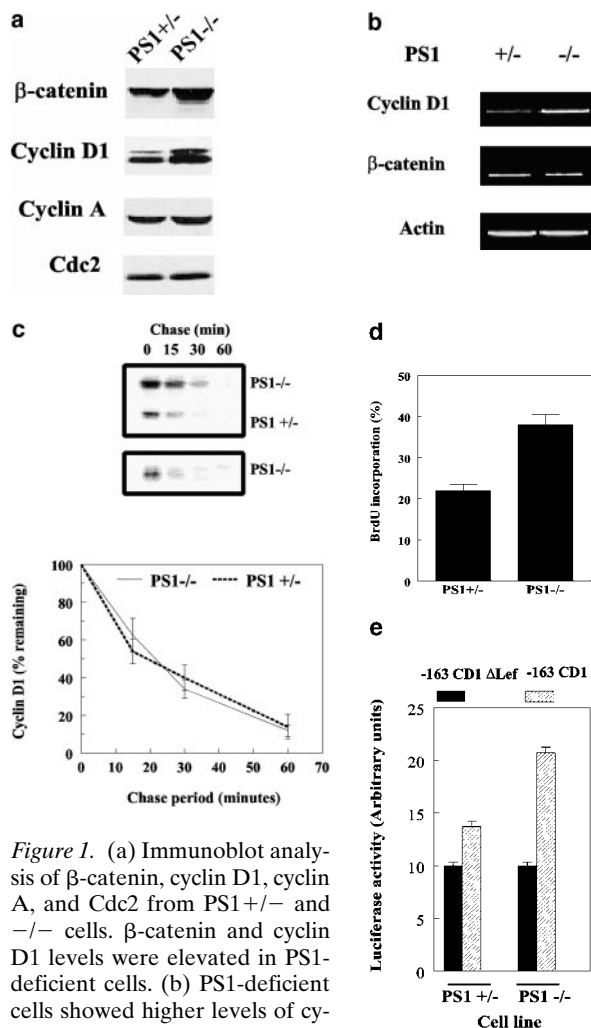 a
PS1+/- PS1-/-
β-catenin
Cyclin D1
Cyclin A
Cdc2
b
PS1 +/- -/-
Cyclin D1
β-catenin
Actin
c
Chase (min)
0 15 30 60
PS1-/-
PS1 +/-
PS1-/-
100
80
60
40
20
0
Cyclin D1 (% remaining)
PS1-/- PS1 +/-
0 10 20 30 40 50 60 70
Chase period (minutes)
d
50
40
30
20
10
0
BrdU incorporation (%)
PS1+/- PS1-/-
e
-163 CD1 ΔLef -163 CD1
25
20
15
10
5
0
Luciferase activity (Arbitrary units)
PS1 +/- PS1 -/-
Cell line
Figure 1. (a) Immunoblot analy-
sis of β-catenin, cyclin D1, cyclin
A, and Cdc2 from PS1+/− and
−/− cells. β-catenin and cyclin
D1 levels were elevated in PS1-
deficient cells. (b) PS1-deficient
cells showed higher levels of cy-